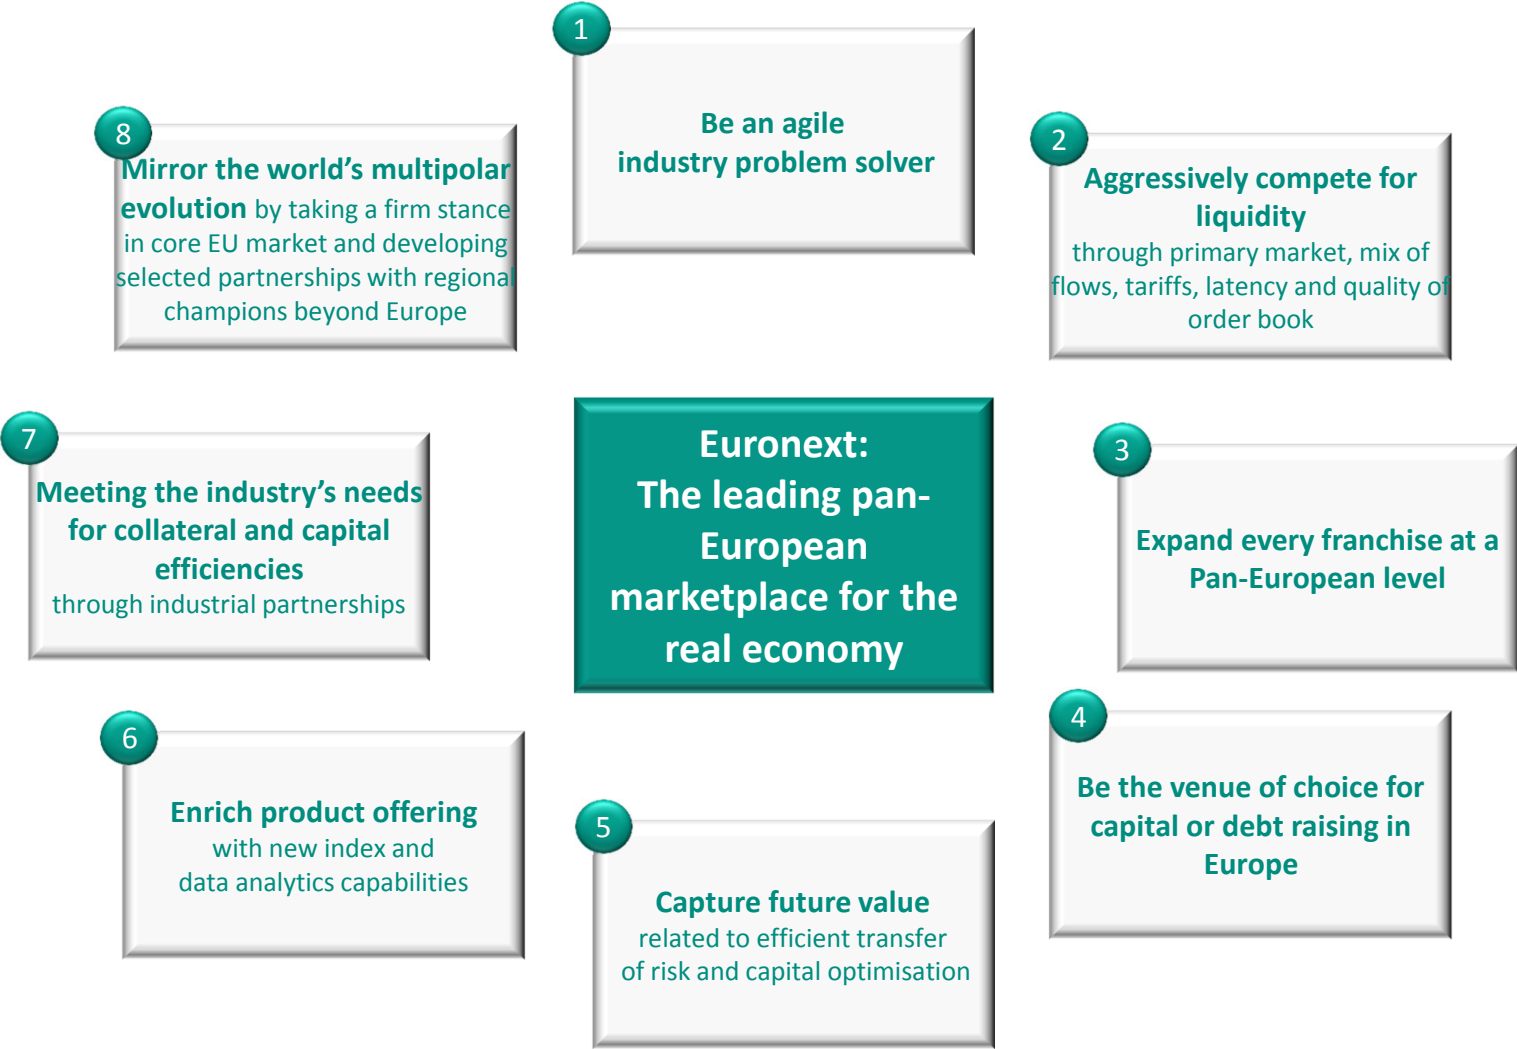 1
Be an agile
industry problem solver
2
Aggressively compete for
liquidity
through primary market, mix of
flows, tariffs, latency and quality of
order book
3
Expand every franchise at a
Pan-European level
4
Be the venue of choice for
capital or debt raising in
Europe
5
Capture future value
related to efficient transfer
of risk and capital optimisation
6
Enrich product offering
with new index and
data analytics capabilities
7
Meeting the industry’s needs
for collateral and capital
efficiencies
through industrial partnerships
8
Mirror the world’s multipolar
evolution by taking a firm stance
in core EU market and developing
selected partnerships with regional
champions beyond Europe
Euronext:
The leading pan-
European
marketplace for the
real economy